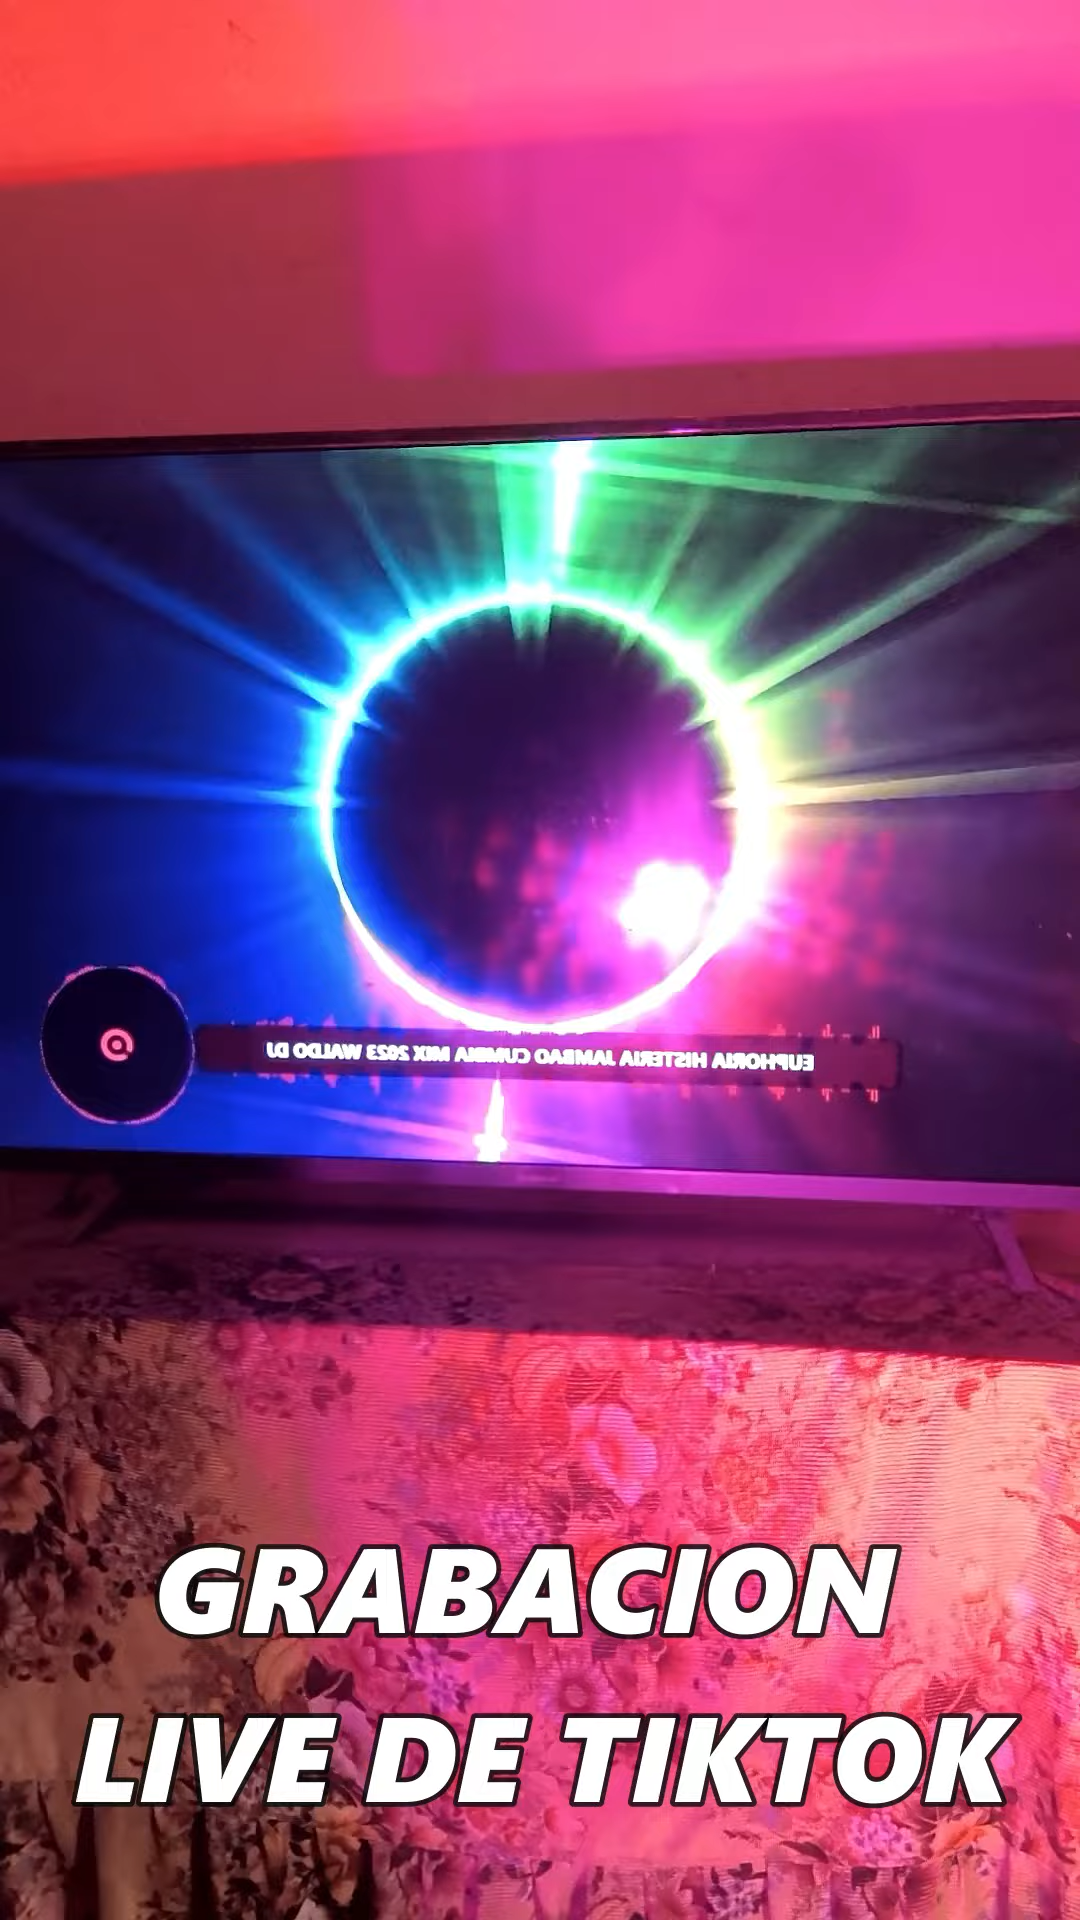 EUPHORIA HISTERIA JAMBAO CUMBIA MIX 2023 WALDO DJ
GRABACION
LIVE DE TIKTOK